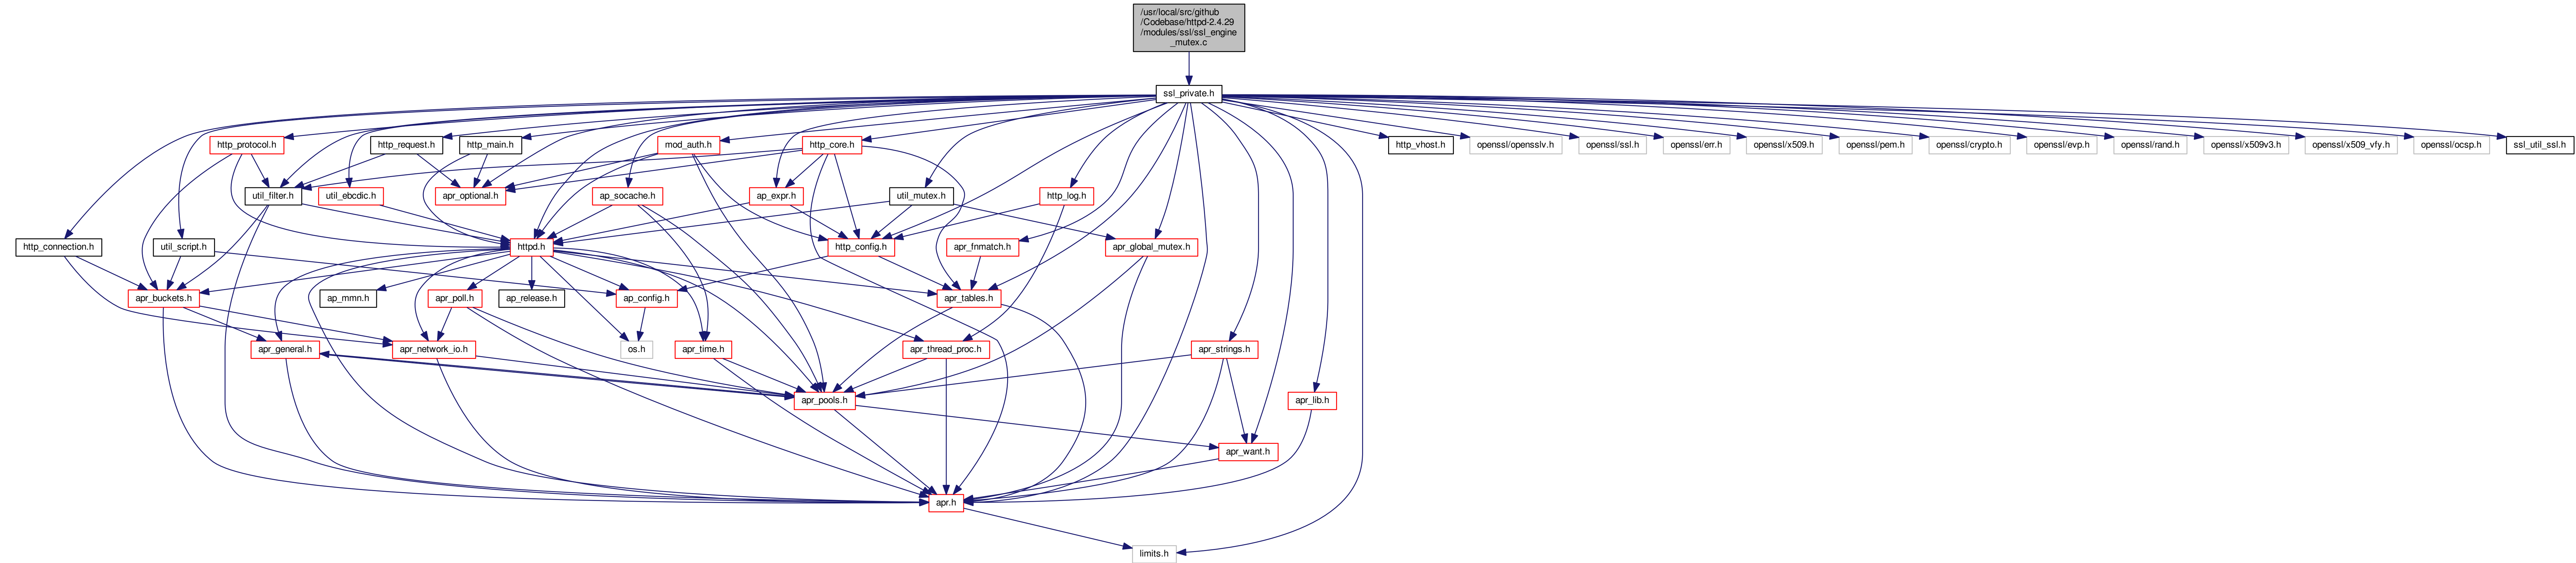 /usr/local/src/github
/Codebase/httpd-2.4.29
/modules/ssl/ssl_engine
_mutex.c
ssl_private.h
http_protocol.h
http_request.h
http_main.h
mod_auth.h
http_core.h
http_vhost.h
openssl/opensslv.h
openssl/ssl.h
openssl/err.h
openssl/x509.h
openssl/pem.h
openssl/crypto.h
openssl/evp.h
openssl/rand.h
openssl/x509v3.h
openssl/x509_vfy.h
openssl/ocsp.h
ssl_util_ssl.h
util_filter.h
util_ebcdic.h
apr_optional.h
ap_socache.h
ap_expr.h
util_mutex.h
http_log.h
http_connection.h
util_script.h
httpd.h
http_config.h
apr_fnmatch.h
apr_global_mutex.h
apr_buckets.h
ap_mmn.h
apr_poll.h
ap_release.h
ap_config.h
apr_tables.h
apr_general.h
apr_network_io.h
os.h
apr_time.h
apr_thread_proc.h
apr_strings.h
apr_pools.h
apr_lib.h
apr_want.h
apr.h
limits.h